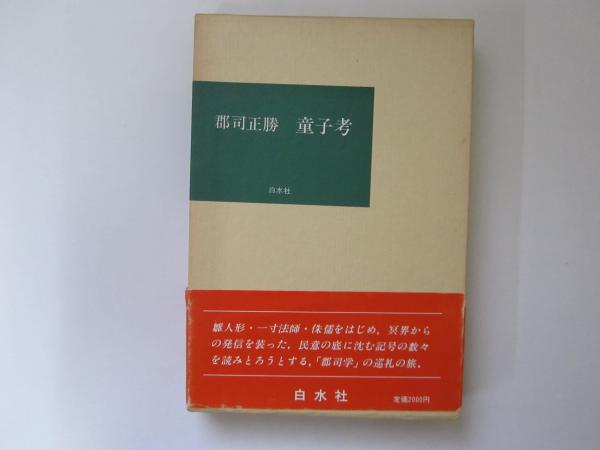 郡司正勝　童子考
白水社
雛人形・一寸法師・侏儒をはじめ，冥界から
の発信を装った，民意の底に沈む記号の数々
を読みとろうとする，「郡司学」の巡礼の旅．
白水社
定価2000円